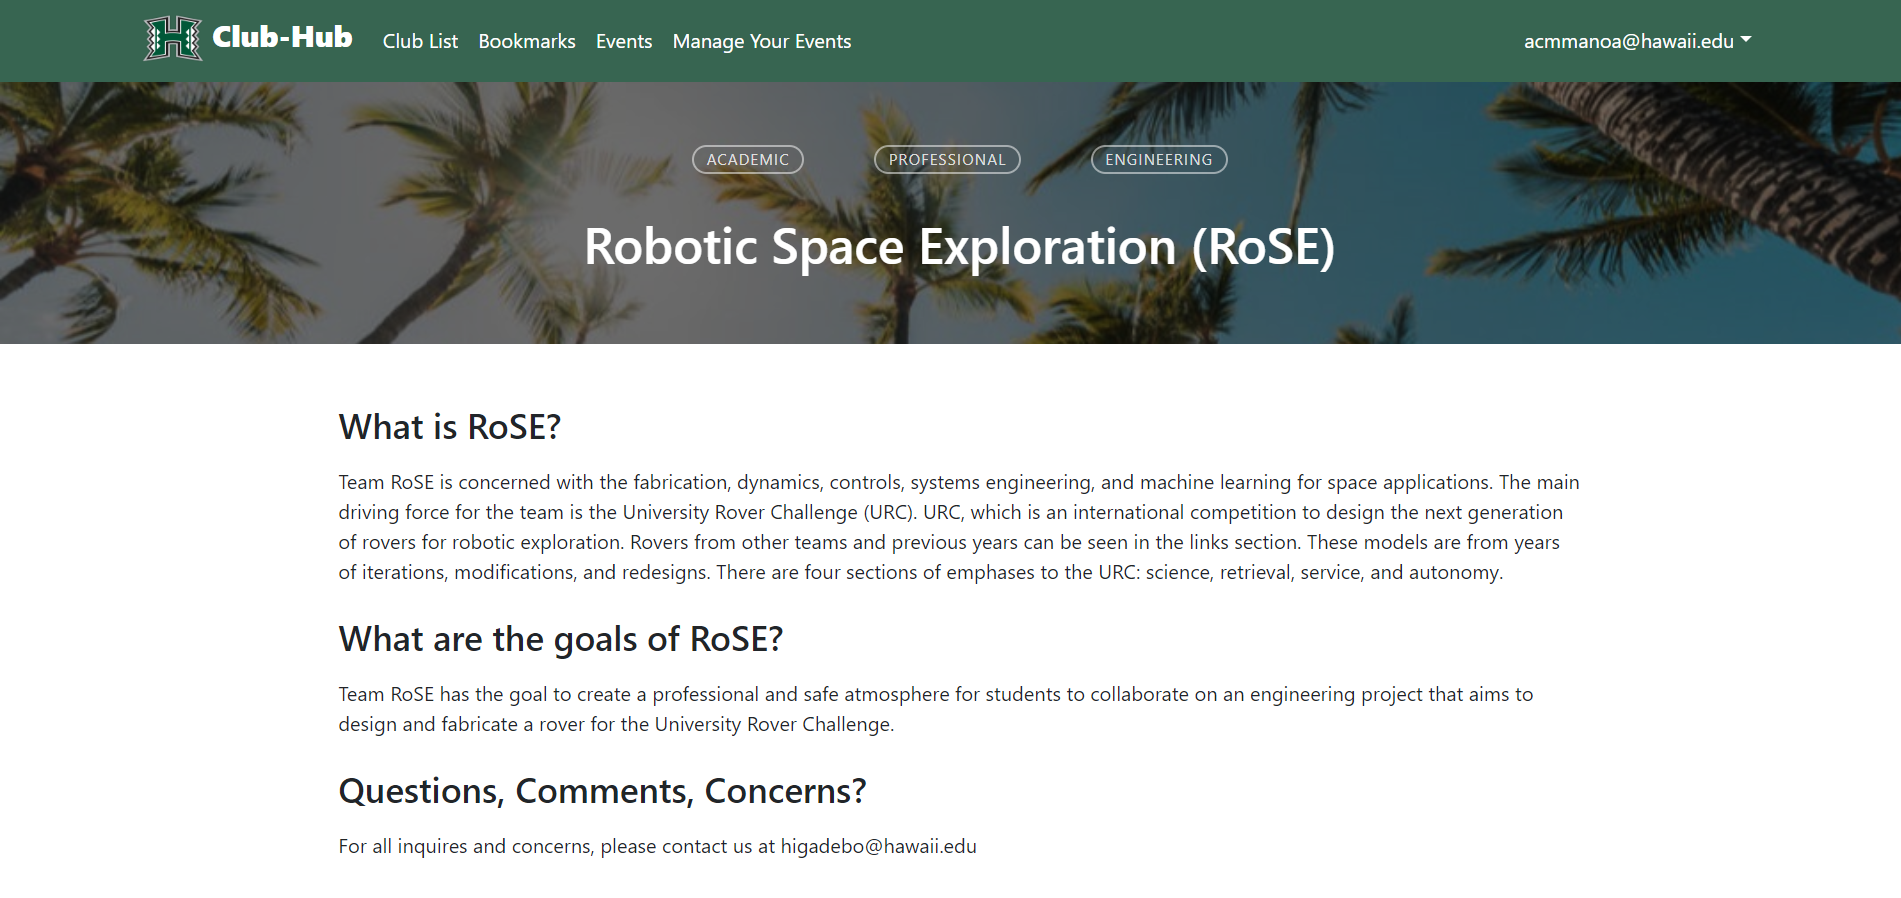 Club-Hub Club List Bookmarks Events Manage Your Events acmmanoa@hawaii.edu
ACADEMIC PROFESSIONAL ENGINEERING
Robotic Space Exploration (RoSE)
What is RoSE?
Team RoSE is concerned with the fabrication, dynamics, controls, systems engineering, and machine learning for space applications. The main
driving force for the team is the University Rover Challenge (URC). URC, which is an international competition to design the next generation
of rovers for robotic exploration. Rovers from other teams and previous years can be seen in the links section. These models are from years
of iterations, modifications, and redesigns. There are four sections of emphases to the URC: science, retrieval, service, and autonomy.
What are the goals of RoSE?
Team RoSE has the goal to create a professional and safe atmosphere for students to collaborate on an engineering project that aims to
design and fabricate a rover for the University Rover Challenge.
Questions, Comments, Concerns?
For all inquires and concerns, please contact us at higadebo@hawaii.edu